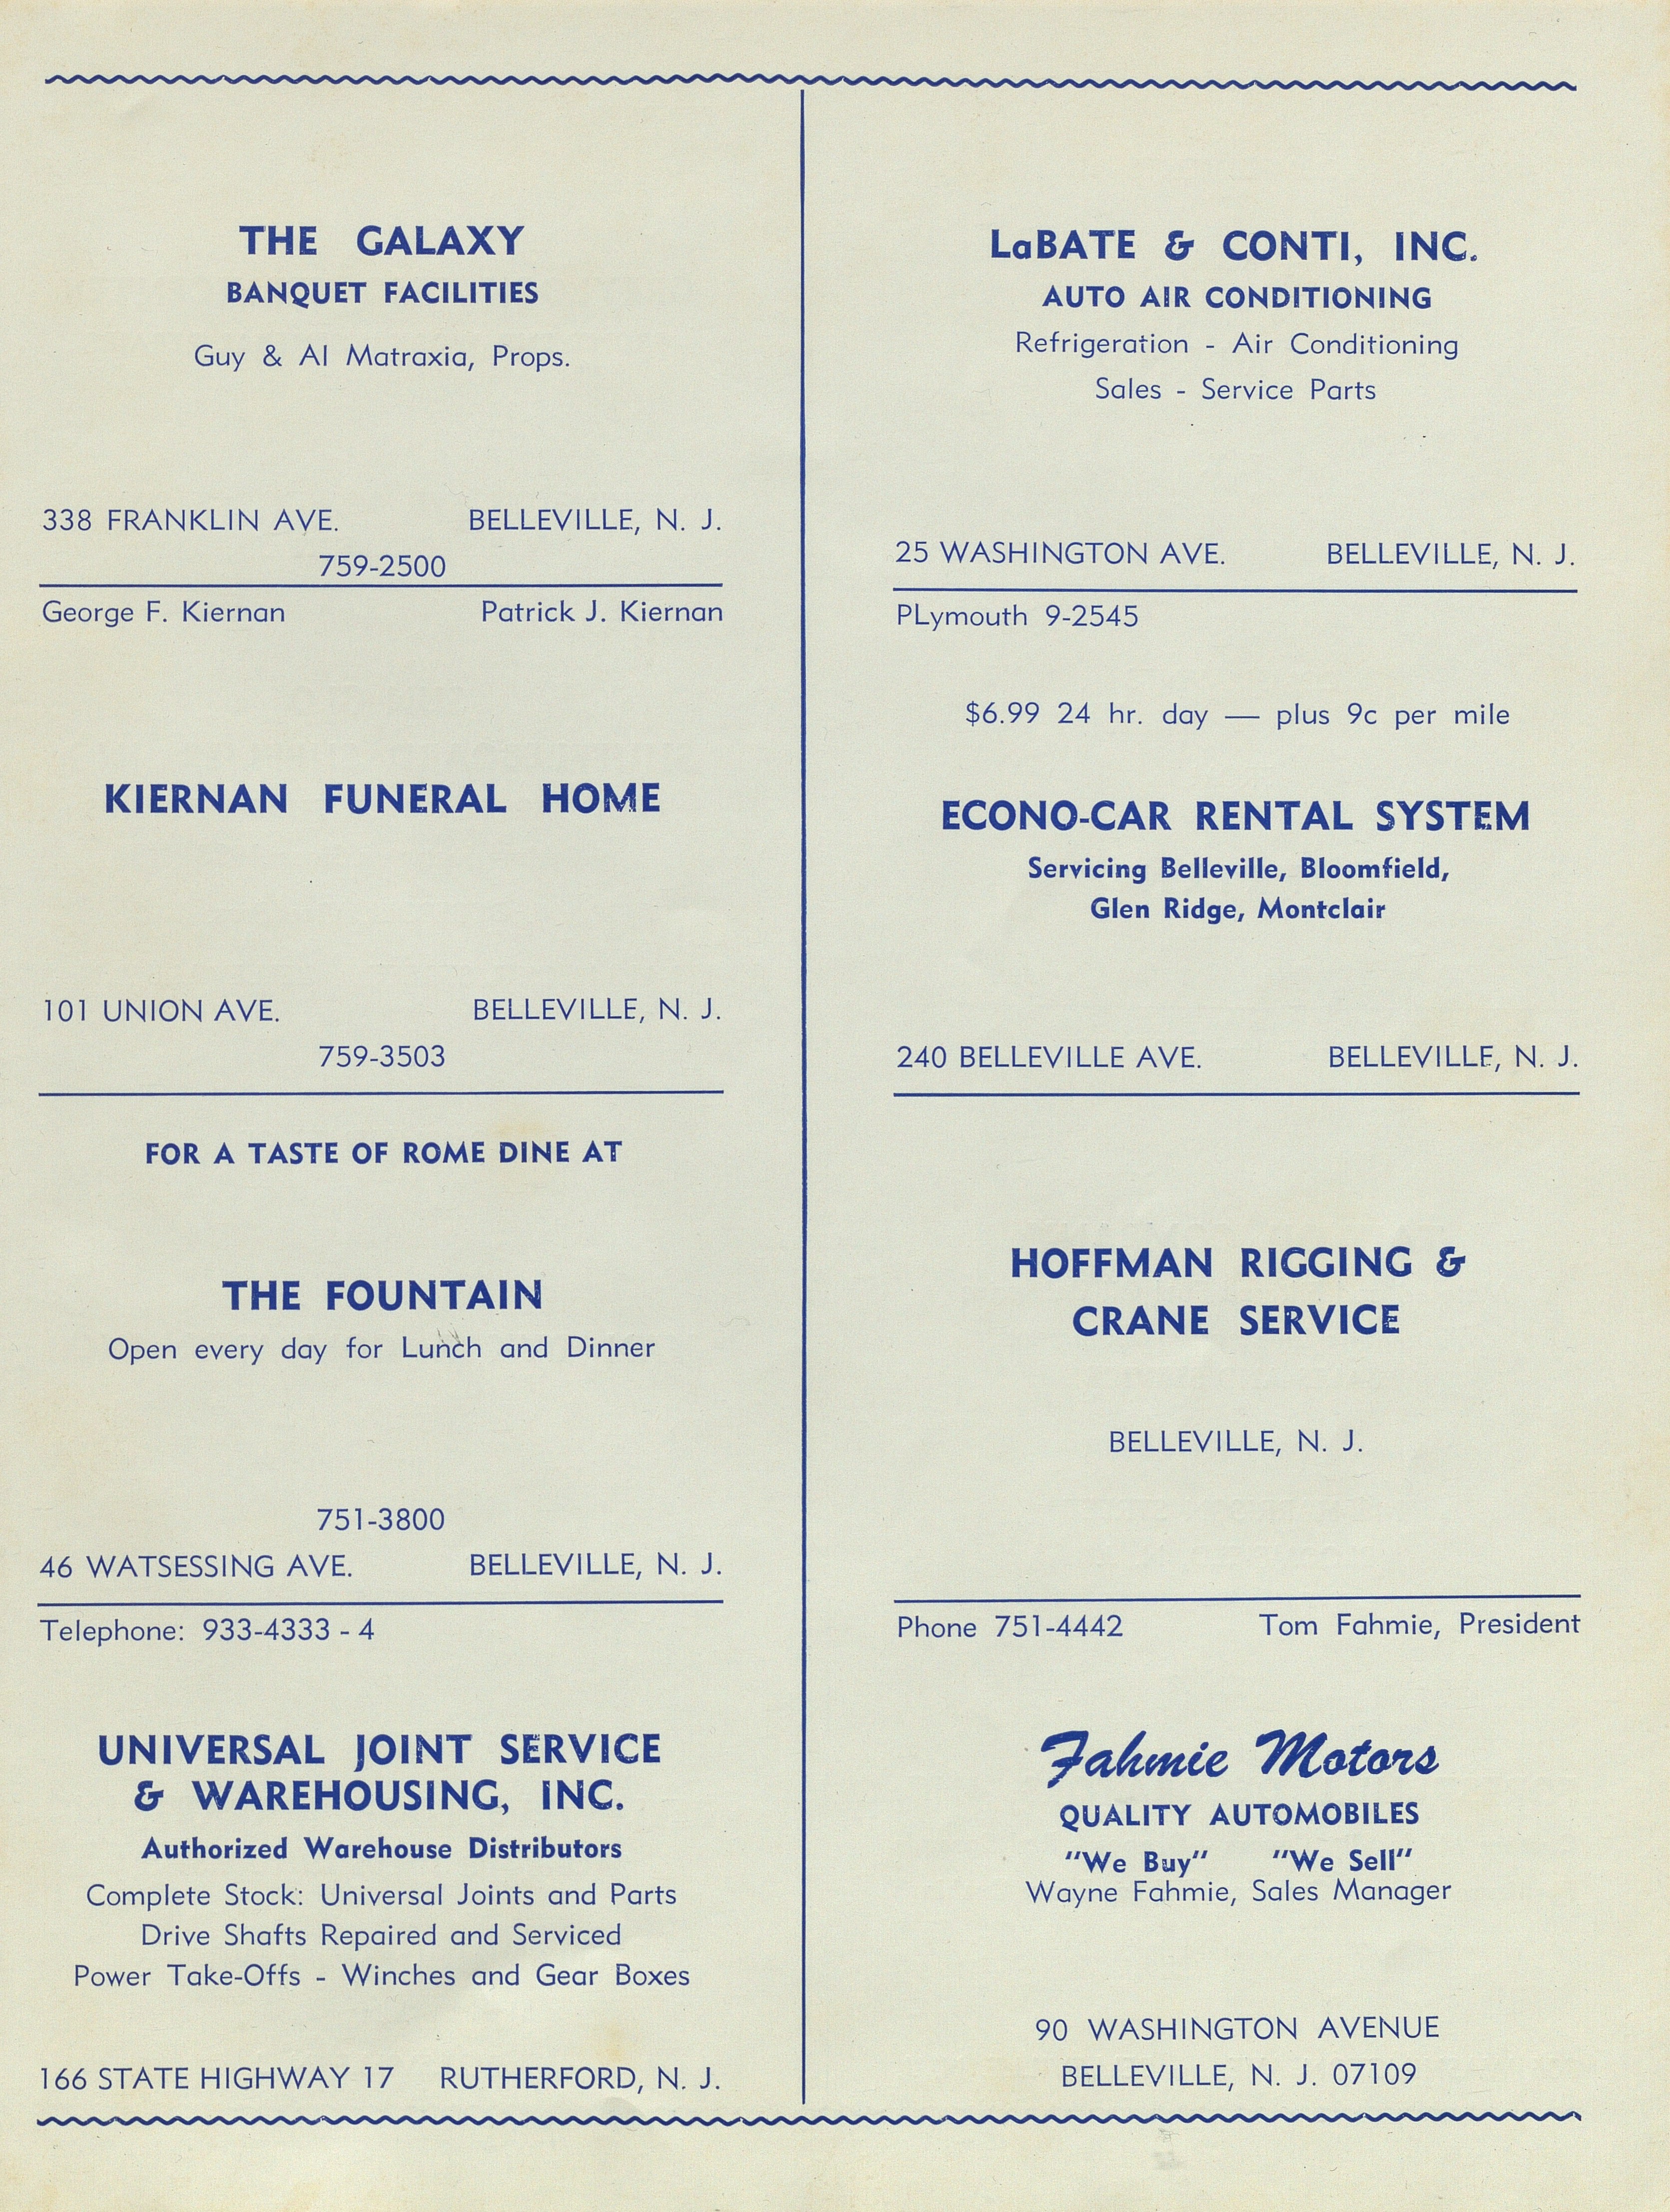 THE GALAXY
BANQUET FACILITIES
Guy & Al Matraxia, Props.
338 FRANKLIN AVE. BELLEVILLE, N. J.
759-2500
George F. Kiernan Patrick J. Kiernan
KIERNAN FUNERAL HOME
101 UNION AVE. BELLEVILLE, N. J.
759-3503
FOR A TASTE OF ROME DINE AT
THE FOUNTAIN
Open every day for Lunch and Dinner
751-3800
46 WATSESSING AVE. BELLEVILLE, N. J.
Telephone: 933-4333 - 4
UNIVERSAL JOINT SERVICE
& WAREHOUSING, INC.
Authorized Warehouse Distributors
Complete Stock: Universal Joints and Parts
Drive Shafts Repaired and Serviced
Power Take-Offs - Winches and Gear Boxes
166 STATE HIGHWAY 17 RUTHERFORD, N. J.
LaBATE & CONTI, INC.
AUTO AIR CONDITIONING
Refrigeration - Air Conditioning
Sales - Service Parts
25 WASHINGTON AVE. BELLEVILLE, N. J.
PLymouth 9-2545
$6.99 24 hr. day — plus 9c per mile
ECONO-CAR RENTAL SYSTEM
Servicing Belleville, Bloomfield,
Glen Ridge, Montclair
240 BELLEVILLE AVE. BELLEVILLE, N. J.
HOFFMAN RIGGING &
CRANE SERVICE
BELLEVILLE, N. J.
Phone 751-4442 Tom Fahmie, President
Fahmie Motors
QUALITY AUTOMOBILES
"We Buy" "We Sell"
Wayne Fahmie, Sales Manager
90 WASHINGTON AVENUE
BELLEVILLE, N. J. 07109